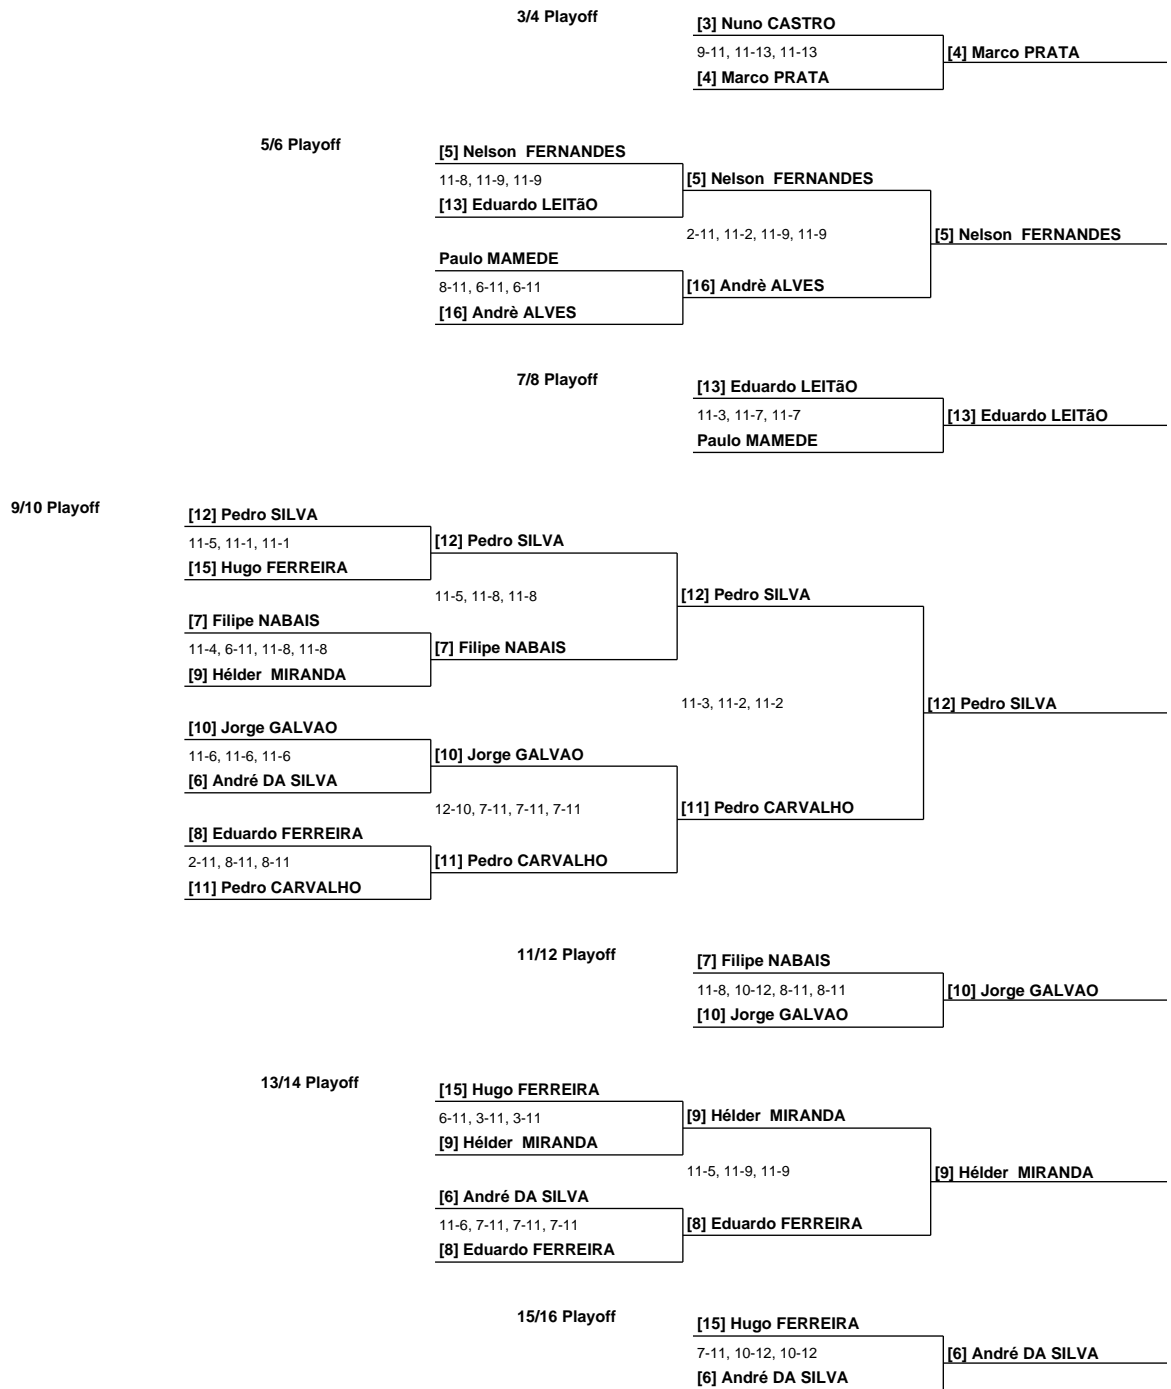 3/4 Playoff
[3] Nuno CASTRO
9-11, 11-13, 11-13
[4] Marco PRATA
[4] Marco PRATA
5/6 Playoff
[5] Nelson  FERNANDES
11-8, 11-9, 11-9
[5] Nelson  FERNANDES
[13] Eduardo LEITãO
2-11, 11-2, 11-9, 11-9
[5] Nelson  FERNANDES
Paulo MAMEDE
8-11, 6-11, 6-11
[16] Andrè ALVES
[16] Andrè ALVES
7/8 Playoff
[13] Eduardo LEITãO
11-3, 11-7, 11-7
[13] Eduardo LEITãO
Paulo MAMEDE
9/10 Playoff
[12] Pedro SILVA
11-5, 11-1, 11-1
[12] Pedro SILVA
[15] Hugo FERREIRA
11-5, 11-8, 11-8
[12] Pedro SILVA
[7] Filipe NABAIS
11-4, 6-11, 11-8, 11-8
[7] Filipe NABAIS
[9] Hélder  MIRANDA
11-3, 11-2, 11-2
[12] Pedro SILVA
[10] Jorge GALVAO
11-6, 11-6, 11-6
[10] Jorge GALVAO
[6] André DA SILVA
12-10, 7-11, 7-11, 7-11
[11] Pedro CARVALHO
[8] Eduardo FERREIRA
2-11, 8-11, 8-11
[11] Pedro CARVALHO
[11] Pedro CARVALHO
11/12 Playoff
[7] Filipe NABAIS
11-8, 10-12, 8-11, 8-11
[10] Jorge GALVAO
[10] Jorge GALVAO
13/14 Playoff
[15] Hugo FERREIRA
6-11, 3-11, 3-11
[9] Hélder  MIRANDA
[9] Hélder  MIRANDA
11-5, 11-9, 11-9
[9] Hélder  MIRANDA
[6] André DA SILVA
11-6, 7-11, 7-11, 7-11
[8] Eduardo FERREIRA
[8] Eduardo FERREIRA
15/16 Playoff
[15] Hugo FERREIRA
7-11, 10-12, 10-12
[6] André DA SILVA
[6] André DA SILVA